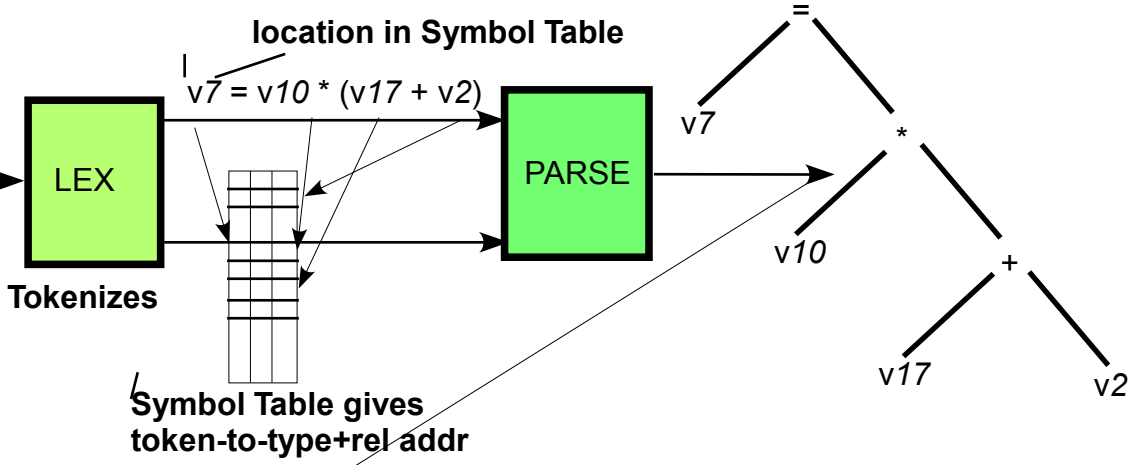 location in Symbol Table
v7 = v10 * (v17 + v2)
LEX
PARSE
Tokenizes
Symbol Table gives
token-to-type+rel addr
=
v7
*
v10
+
v17
v2